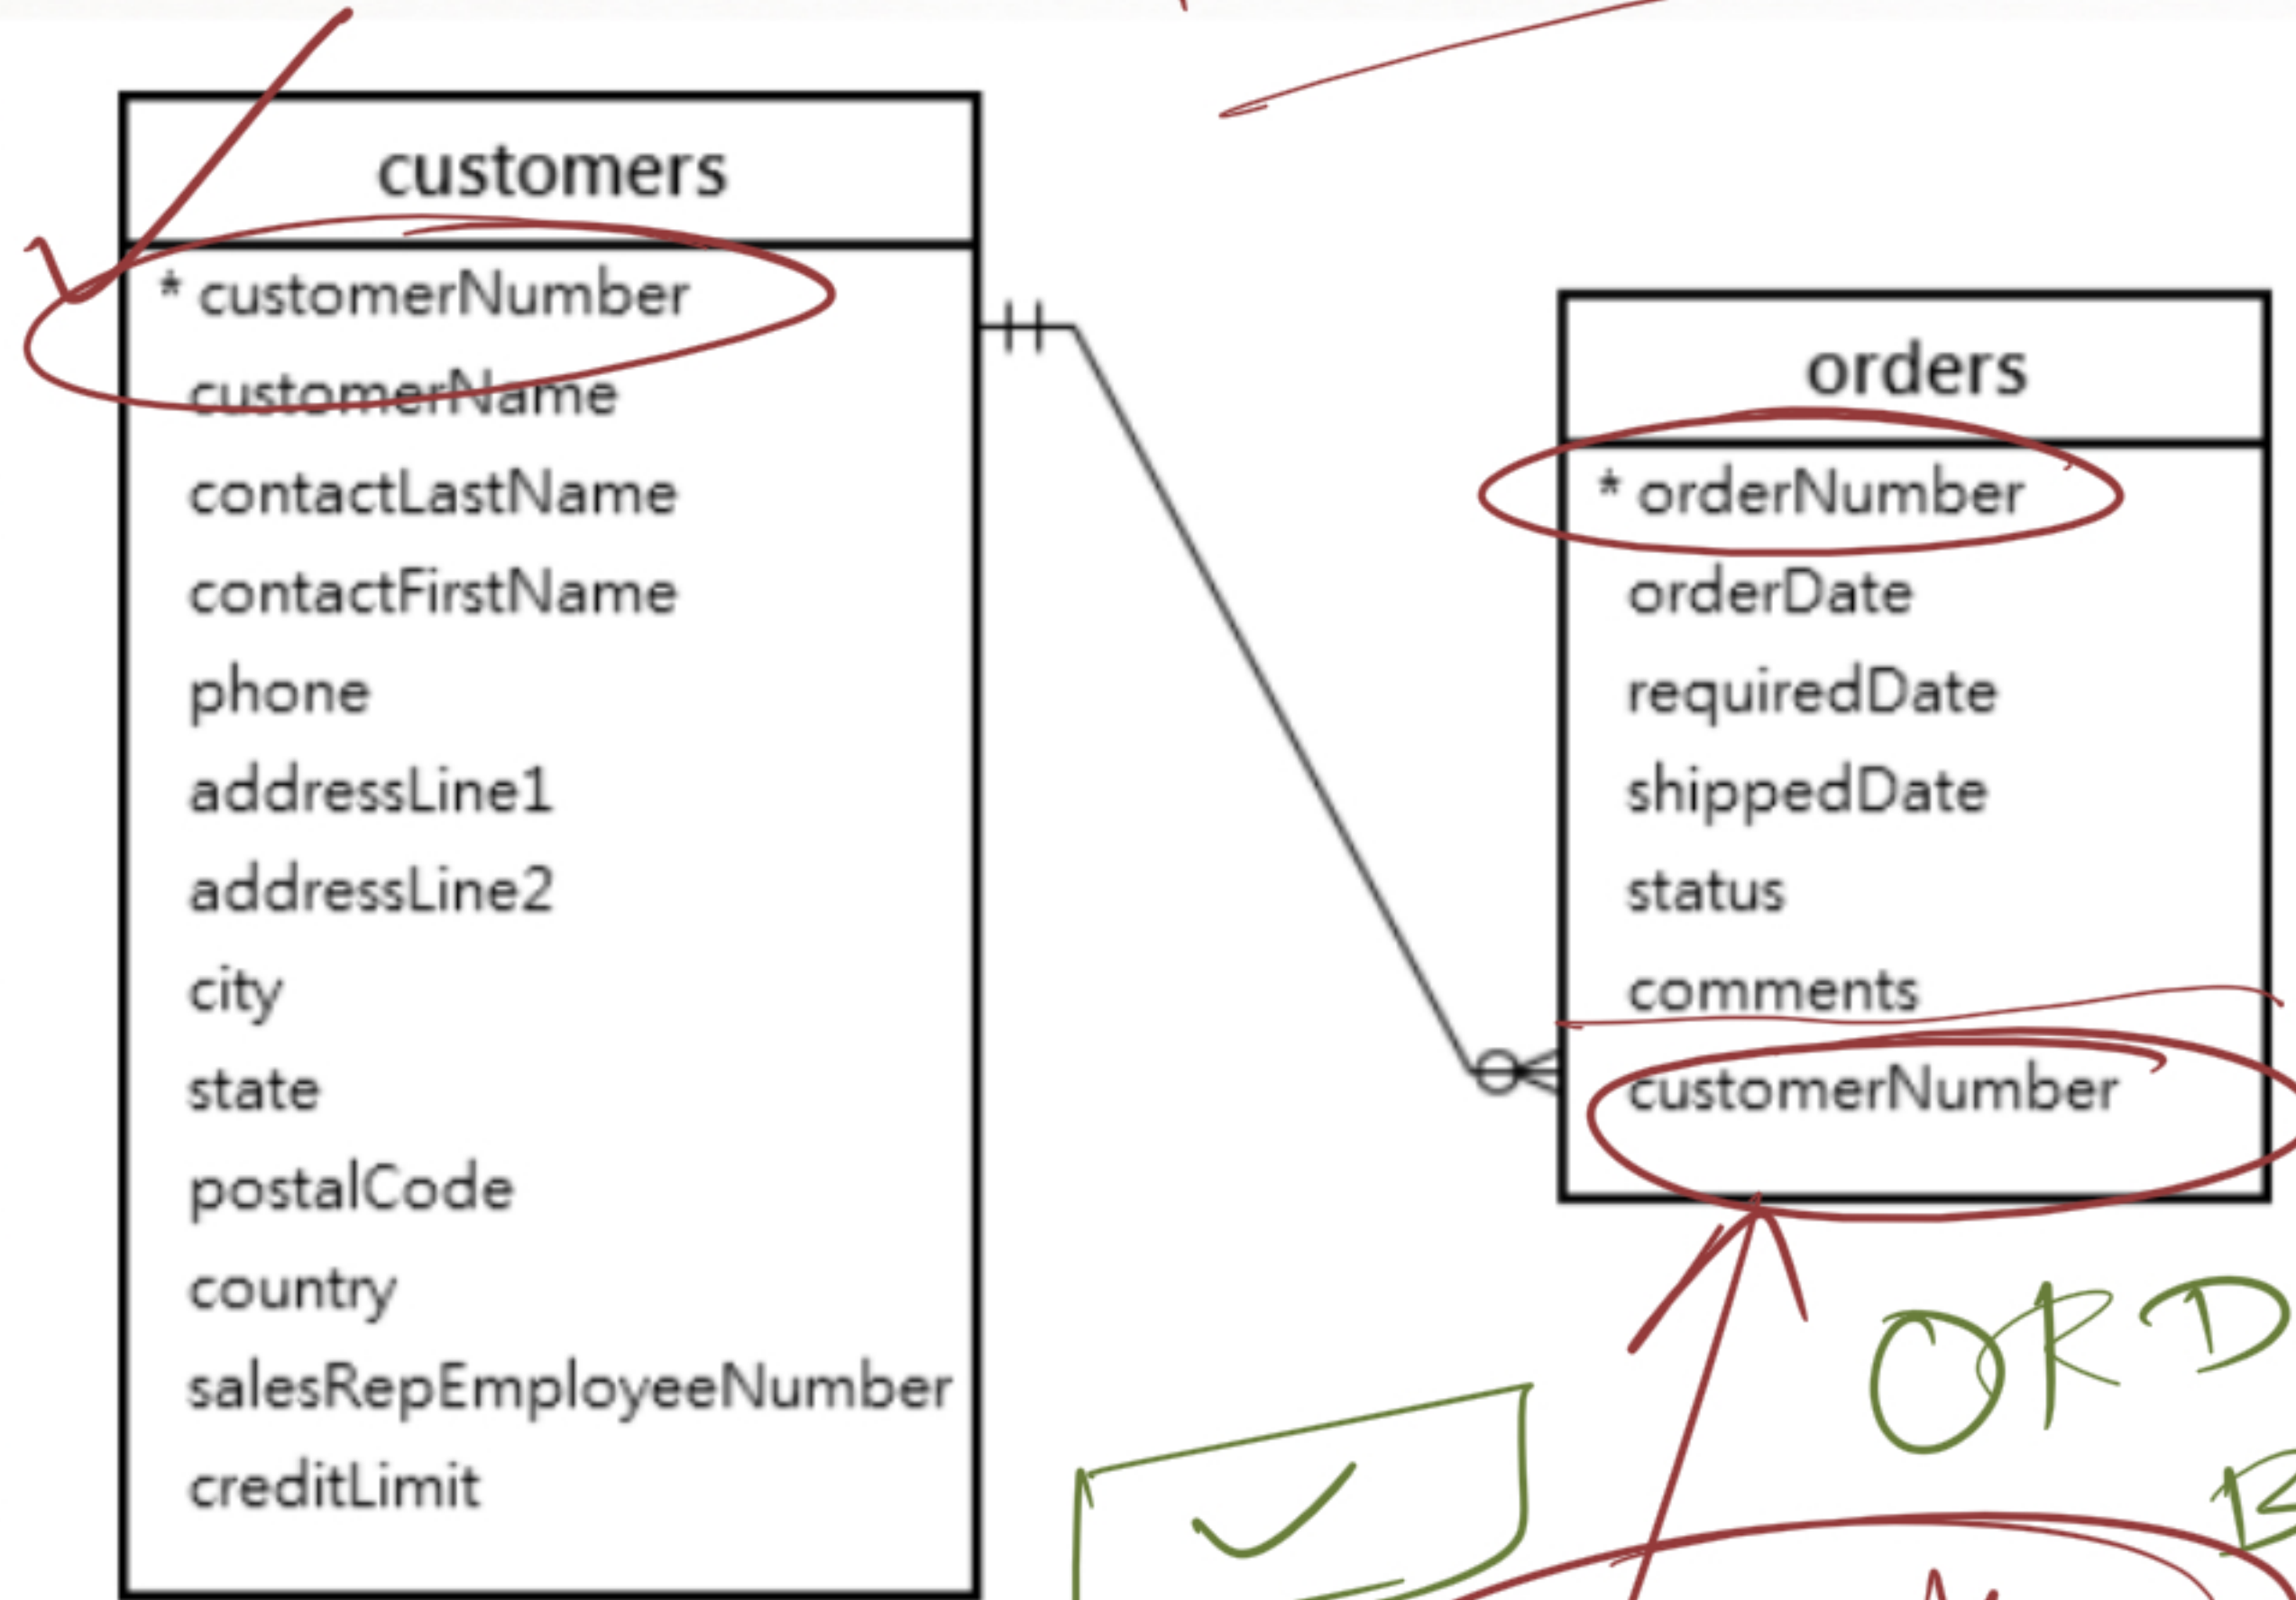 customers
* customerNumber
customerName
contactLastName
contactFirstName
phone
addressLine1
addressLine2
city
state
postalCode
country
salesRepEmployeeNumber
creditLimit
orders
* orderNumber
orderDate
requiredDate
shippedDate
status
comments
customerNumber
ORD
B